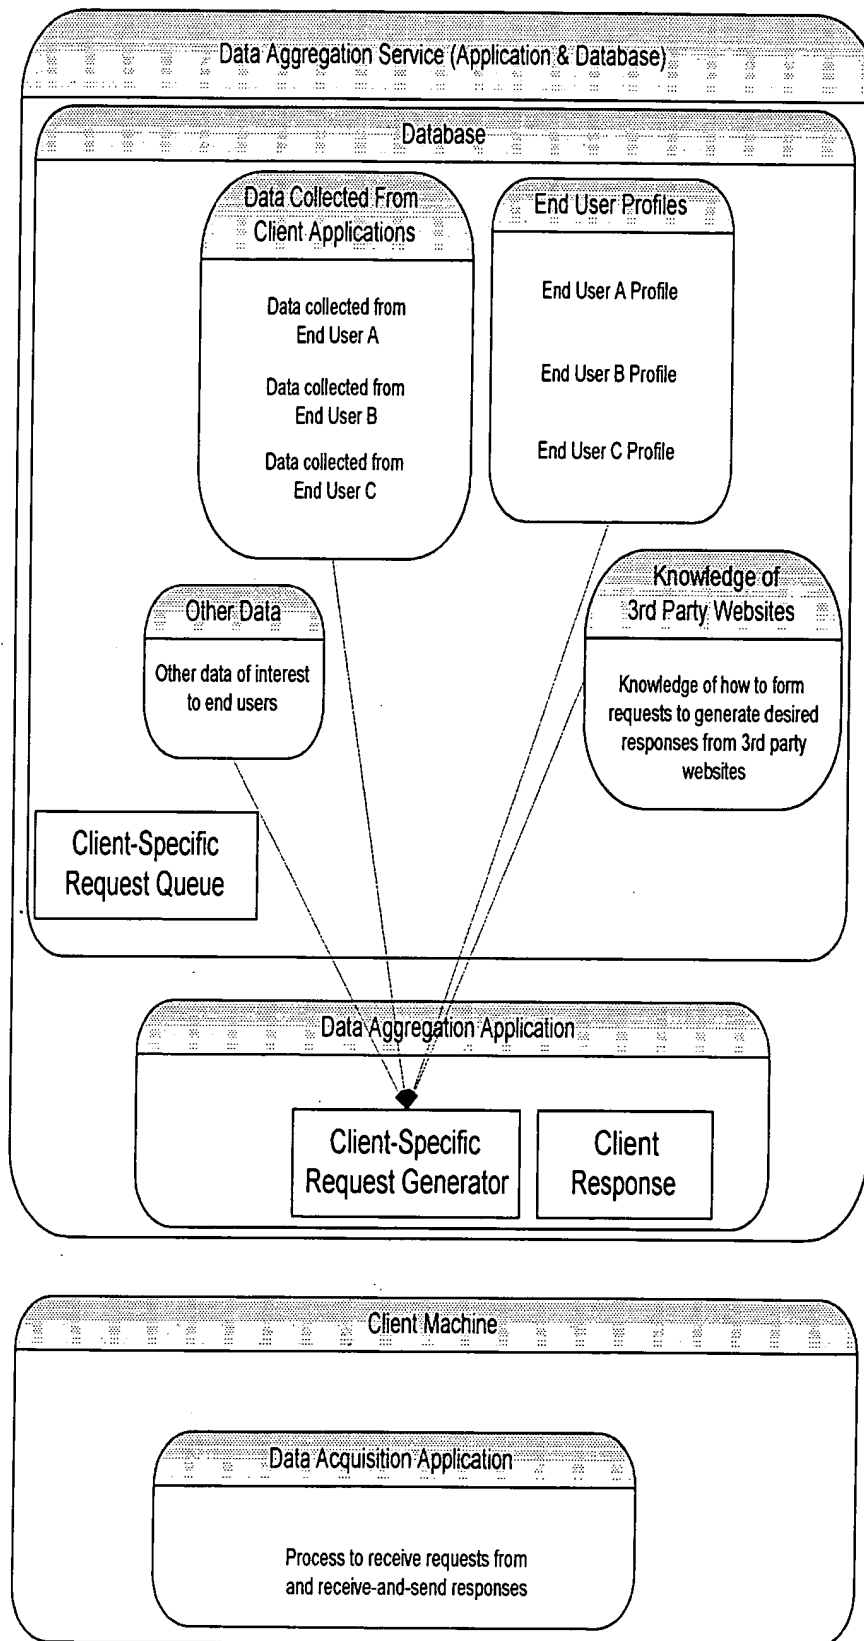 Data Aggregation Service (Application & Database)
Database
Data Collected From
Client Applications
Data collected from
End User A
Data collected from
End User B
Data collected from
End User C
End User Profiles
End User A Profile
End User B Profile
End User C Profile
Other Data
Other data of interest
to end users
Knowledge of
3rd Party Websites
Knowledge of how to form
requests to generate desired
responses from 3rd party
websites
Client-Specific
Request Queue
Data Aggregation Application
Client-Specific
Request Generator
Client
Response
Client Machine
Data Acquisition Application
Process to receive requests from
and receive-and-send responses